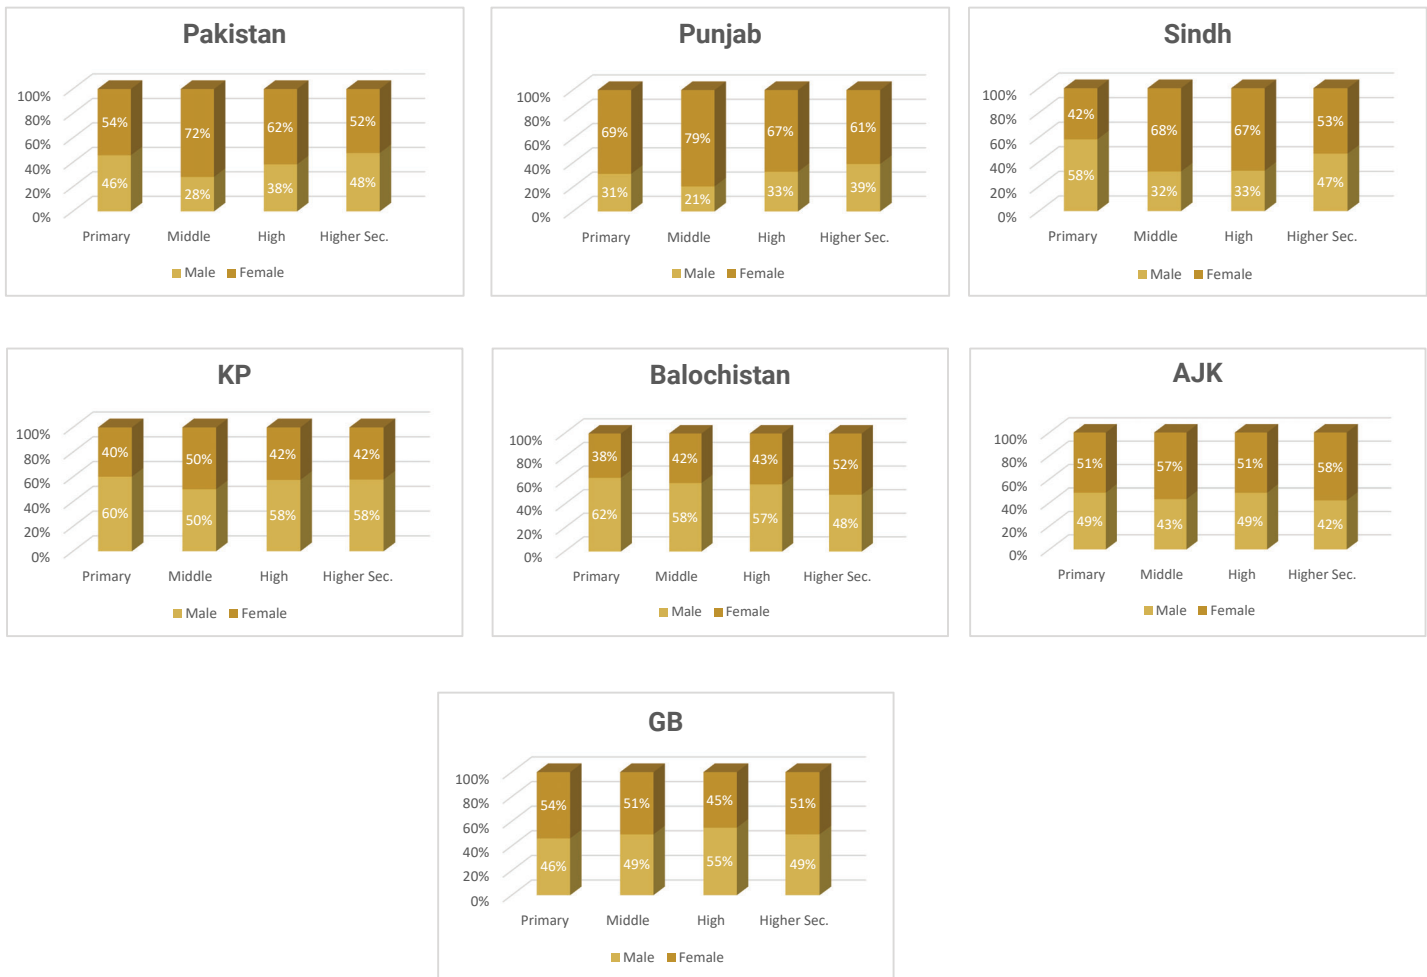 Pakistan
100%
80%
60%
40%
20%
0%
54% 72% 62% 52%
46% 28% 38% 48%
Primary Middle High Higher Sec.
Male Female
Punjab
100%
80%
60%
40%
20%
0%
69% 79% 67% 61%
31% 21% 33% 39%
Primary Middle High Higher Sec.
Male Female
Sindh
100%
80%
60%
40%
20%
0%
42% 68% 67% 53%
58% 32% 33% 47%
Primary Middle High Higher Sec.
Male Female
KP
100%
80%
60%
40%
20%
0%
40% 50% 42% 42%
60% 50% 58% 58%
Primary Middle High Higher Sec.
Male Female
Balochistan
100%
80%
60%
40%
20%
0%
38% 42% 43% 52%
62% 58% 57% 48%
Primary Middle High Higher Sec.
Male Female
AJK
100%
80%
60%
40%
20%
0%
51% 57% 51% 58%
49% 43% 49% 42%
Primary Middle High Higher Sec.
Male Female
GB
100%
80%
60%
40%
20%
0%
54% 51% 45% 51%
46% 49% 55% 49%
Primary Middle High Higher Sec.
Male Female